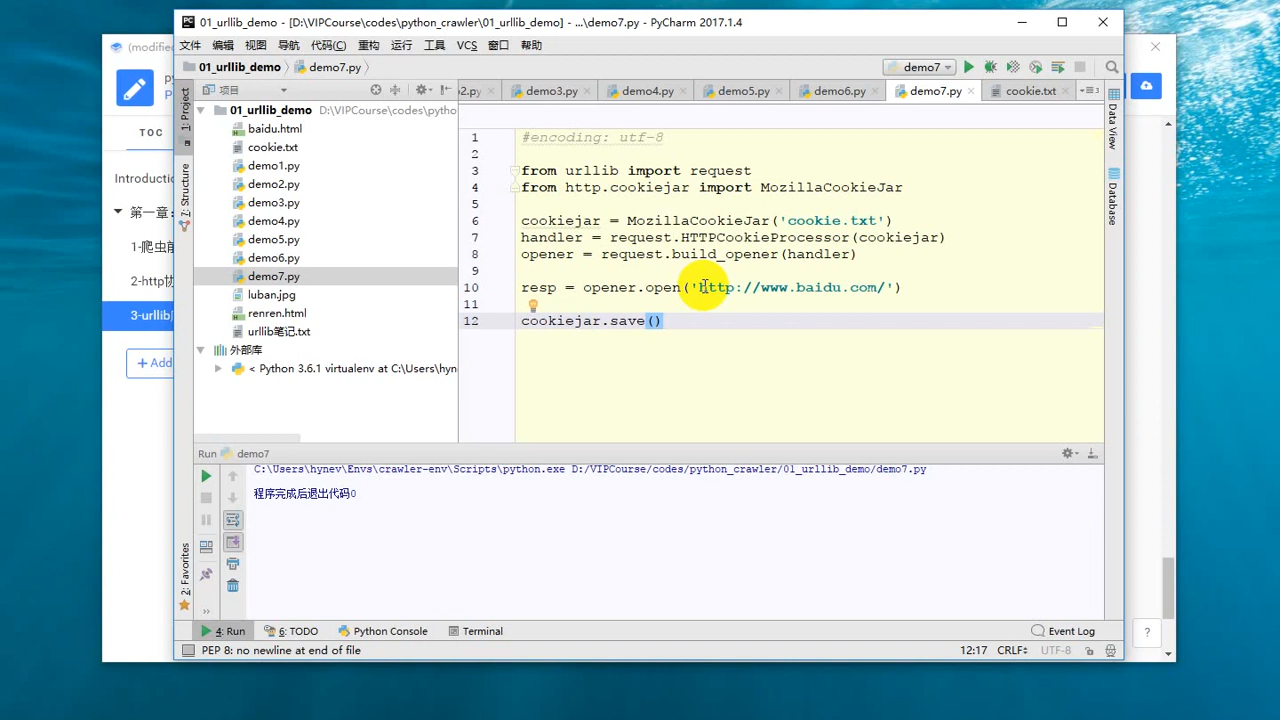 01_urllib_demo - [D:\VIPCourse\codes\python_crawler\01_urllib_demo] - ...\demo7.py - PyCharm 2017.1.4
(modified
文件 编辑 视图 导航 代码(C) 重构 运行 工具 VCS 窗口 帮助
01_urllib_demo demo7.py demo7
项目 2.py demo3.py demo4.py demo5.py demo6.py demo7.py cookie.txt
TOC
Introduction
第一章：
1-爬虫前
2-http协
3-urllib
+ Add
1: Project
7: Structure
2: Favorites
01_urllib_demo D:\VIPCourse\codes\pytho
baidu.html
cookie.txt
demo1.py
demo2.py
demo3.py
demo4.py
demo5.py
demo6.py
demo7.py
luban.jpg
renren.html
urllib笔记.txt
外部库
< Python 3.6.1 virtualenv at C:\Users\hyne
1 #encoding: utf-8
2
3 from urllib import request
4 from http.cookiejar import MozillaCookieJar
5
6 cookiejar = MozillaCookieJar('cookie.txt')
7 handler = request.HTTPCookieProcessor(cookiejar)
8 opener = request.build_opener(handler)
9
10 resp = opener.open('http://www.baidu.com/')
11
12 cookiejar.save()
Data View
Database
Run demo7
C:\Users\hynev\Envs\crawler-env\Scripts\python.exe D:/VIPCourse/codes/python_crawler/01_urllib_demo/demo7.py
程序完成后退出代码0
4: Run 6: TODO Python Console Terminal Event Log
PEP 8: no newline at end of file 12:17 CRLF UTF-8
?